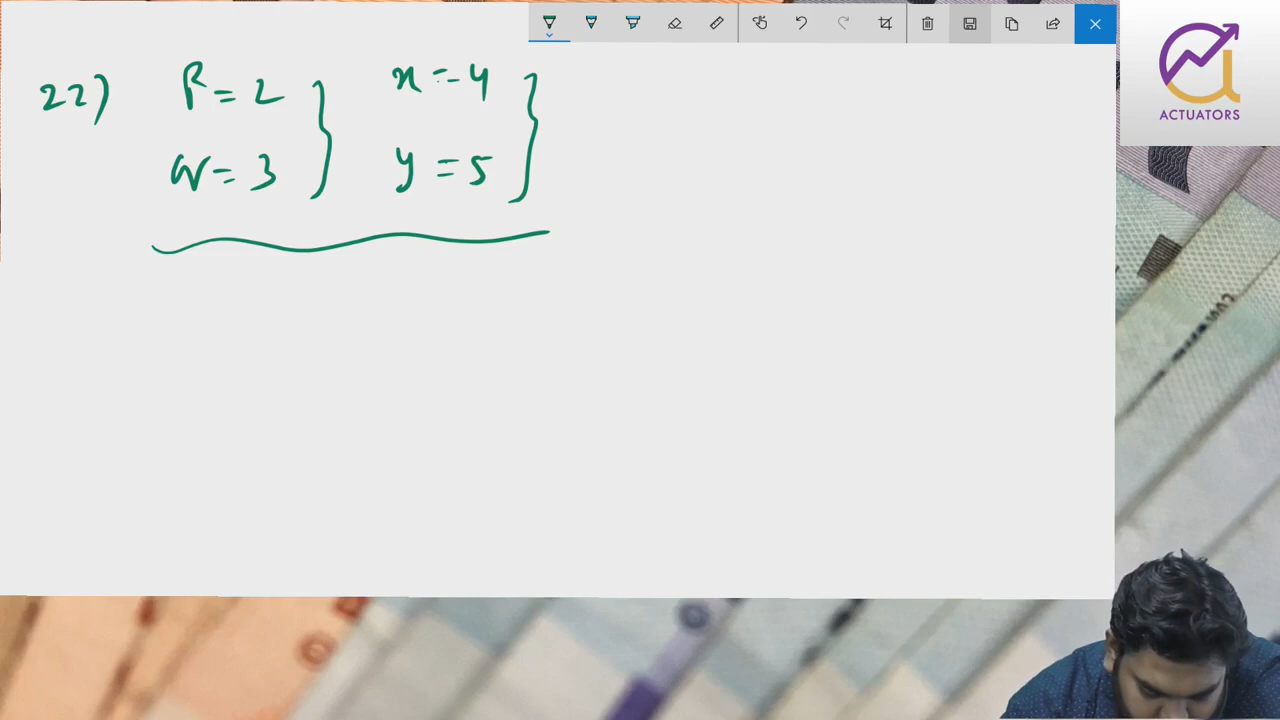 22) P = 2 } x = -4 }
q = 3 y = 5
ACTUATORS